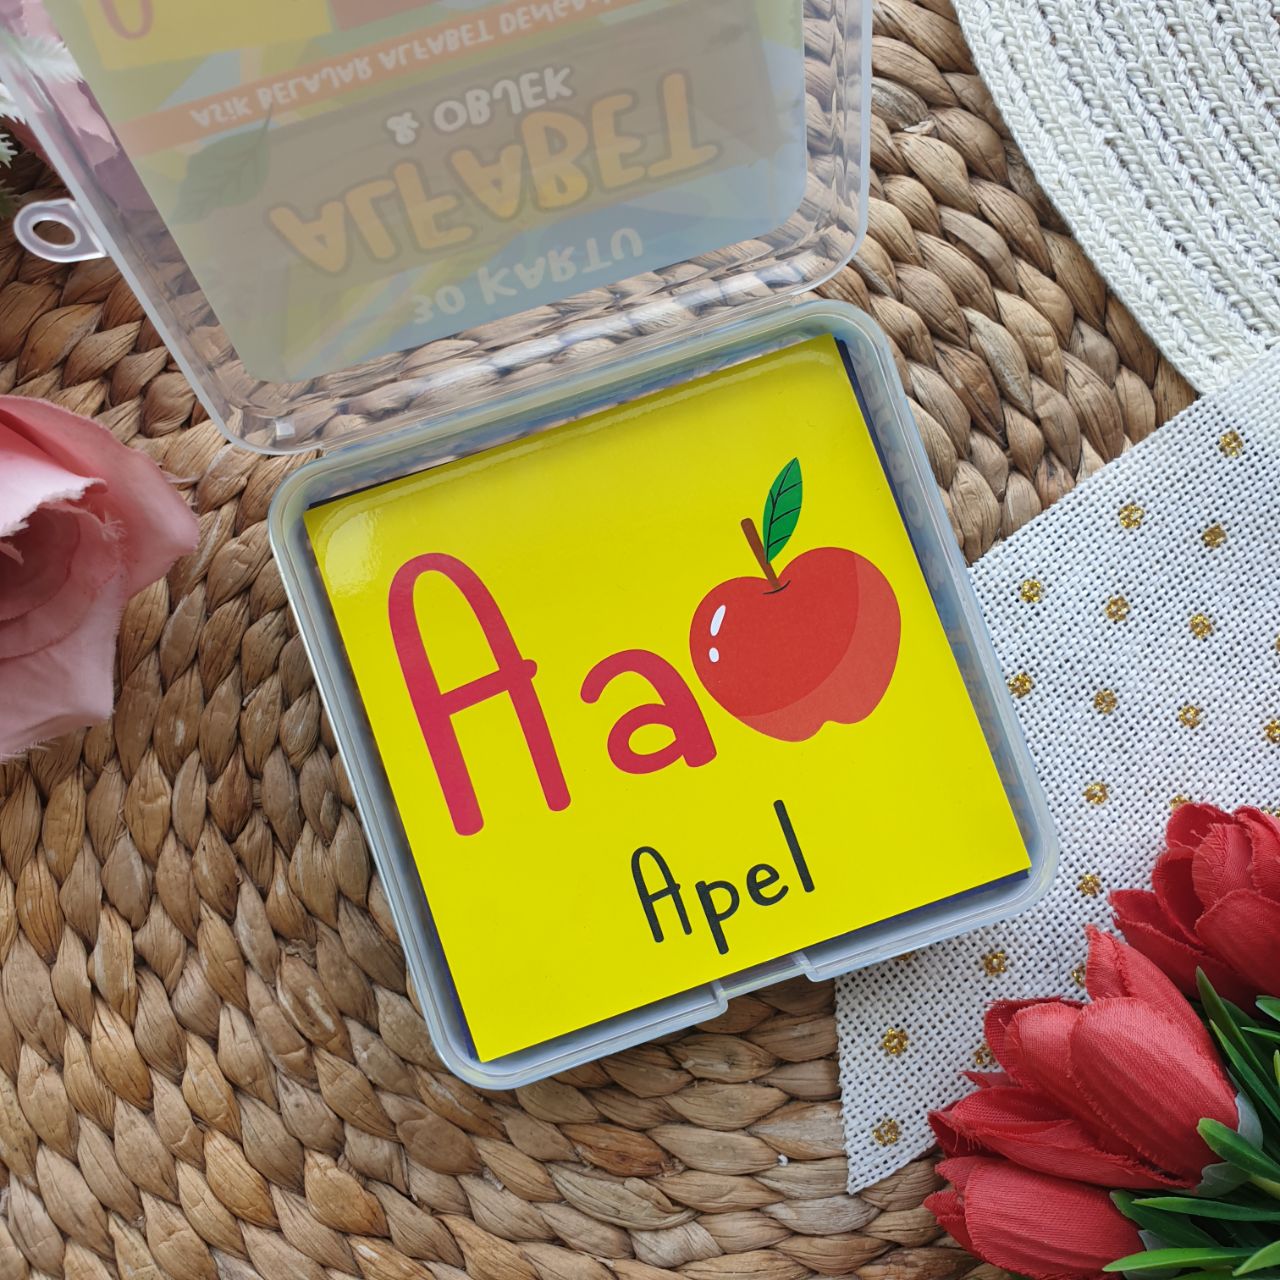 ASIK BELAJAR ALFABET DENGAN
& OBJEK
ALFABET
30 KARTU
Aa
Apel